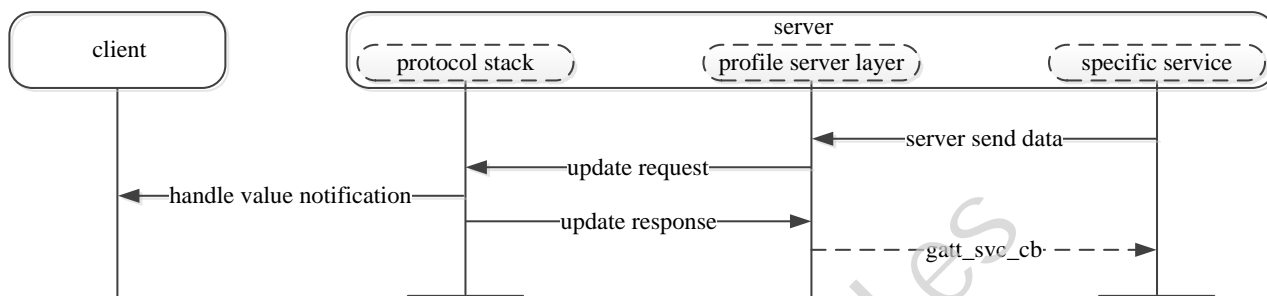 server
client
protocol stack
profile server layer
specific service
server send data
update request
handle value notification
update response
gatt_svc_cb